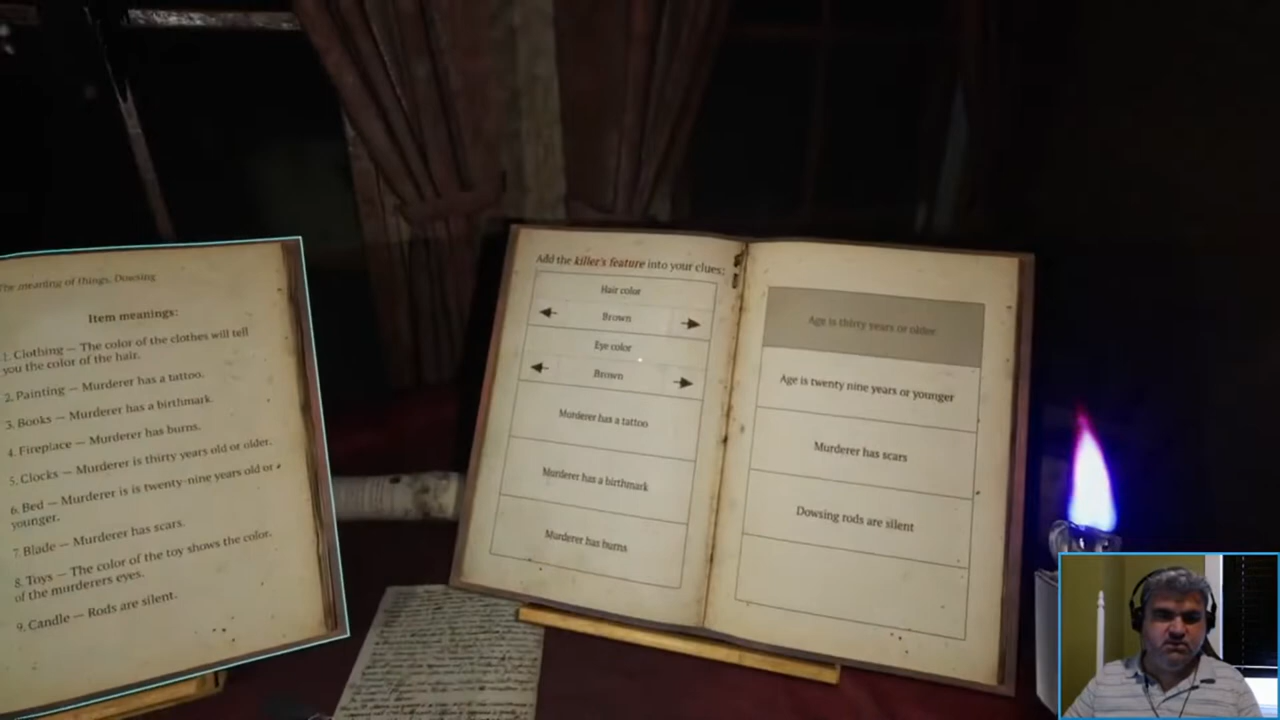 The meaning of things. Dowsing
Item meanings:
1. Clothing — The color of the clothes will tell
you the color of the hair.
2. Painting — Murderer has a tattoo.
3. Books — Murderer has a birthmark.
4. Fireplace — Murderer has burns.
5. Clocks — Murderer is thirty years old or older.
6. Bed — Murderer is is twenty-nine years old or
younger.
7. Blade — Murderer has scars.
8. Toys — The color of the toy shows the color.
of the murderers eyes.
9. Candle — Rods are silent.
Add the killer's feature into your clues:
Hair color
Brown
Eye color
Brown
Murderer has a tattoo
Murderer has a birthmark
Murderer has burns
Age is thirty years or older
Age is twenty nine years or younger
Murderer has scars
Dowsing rods are silent